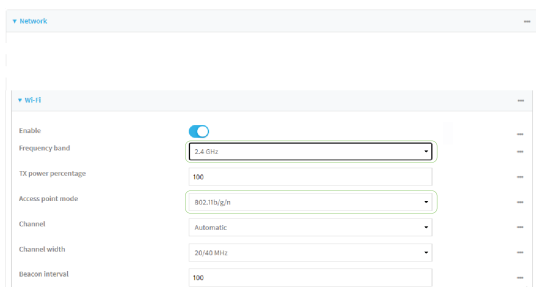 ▼ Network
▼ Wi-Fi
Enable
Frequency band 2.4 GHz
TX power percentage 100
Access point mode 802.11b/g/n
Channel Automatic
Channel width 20/40 MHz
Beacon interval 100